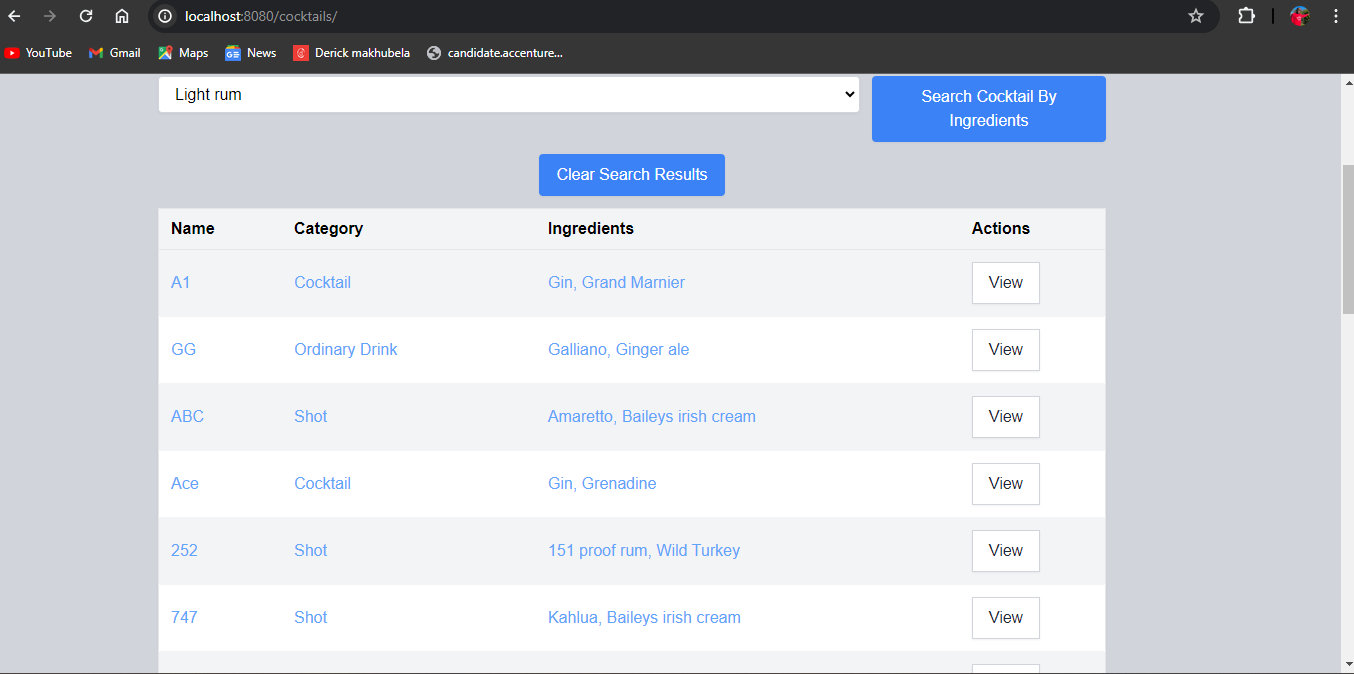 localhost:8080/cocktails/
YouTube Gmail Maps News Derick makhubela candidate.accenture...
Light rum
Search Cocktail By
Ingredients
Clear Search Results
Name Category Ingredients Actions
A1 Cocktail Gin, Grand Marnier View
GG Ordinary Drink Galliano, Ginger ale View
ABC Shot Amaretto, Baileys irish cream View
Ace Cocktail Gin, Grenadine View
252 Shot 151 proof rum, Wild Turkey View
747 Shot Kahlua, Baileys irish cream View